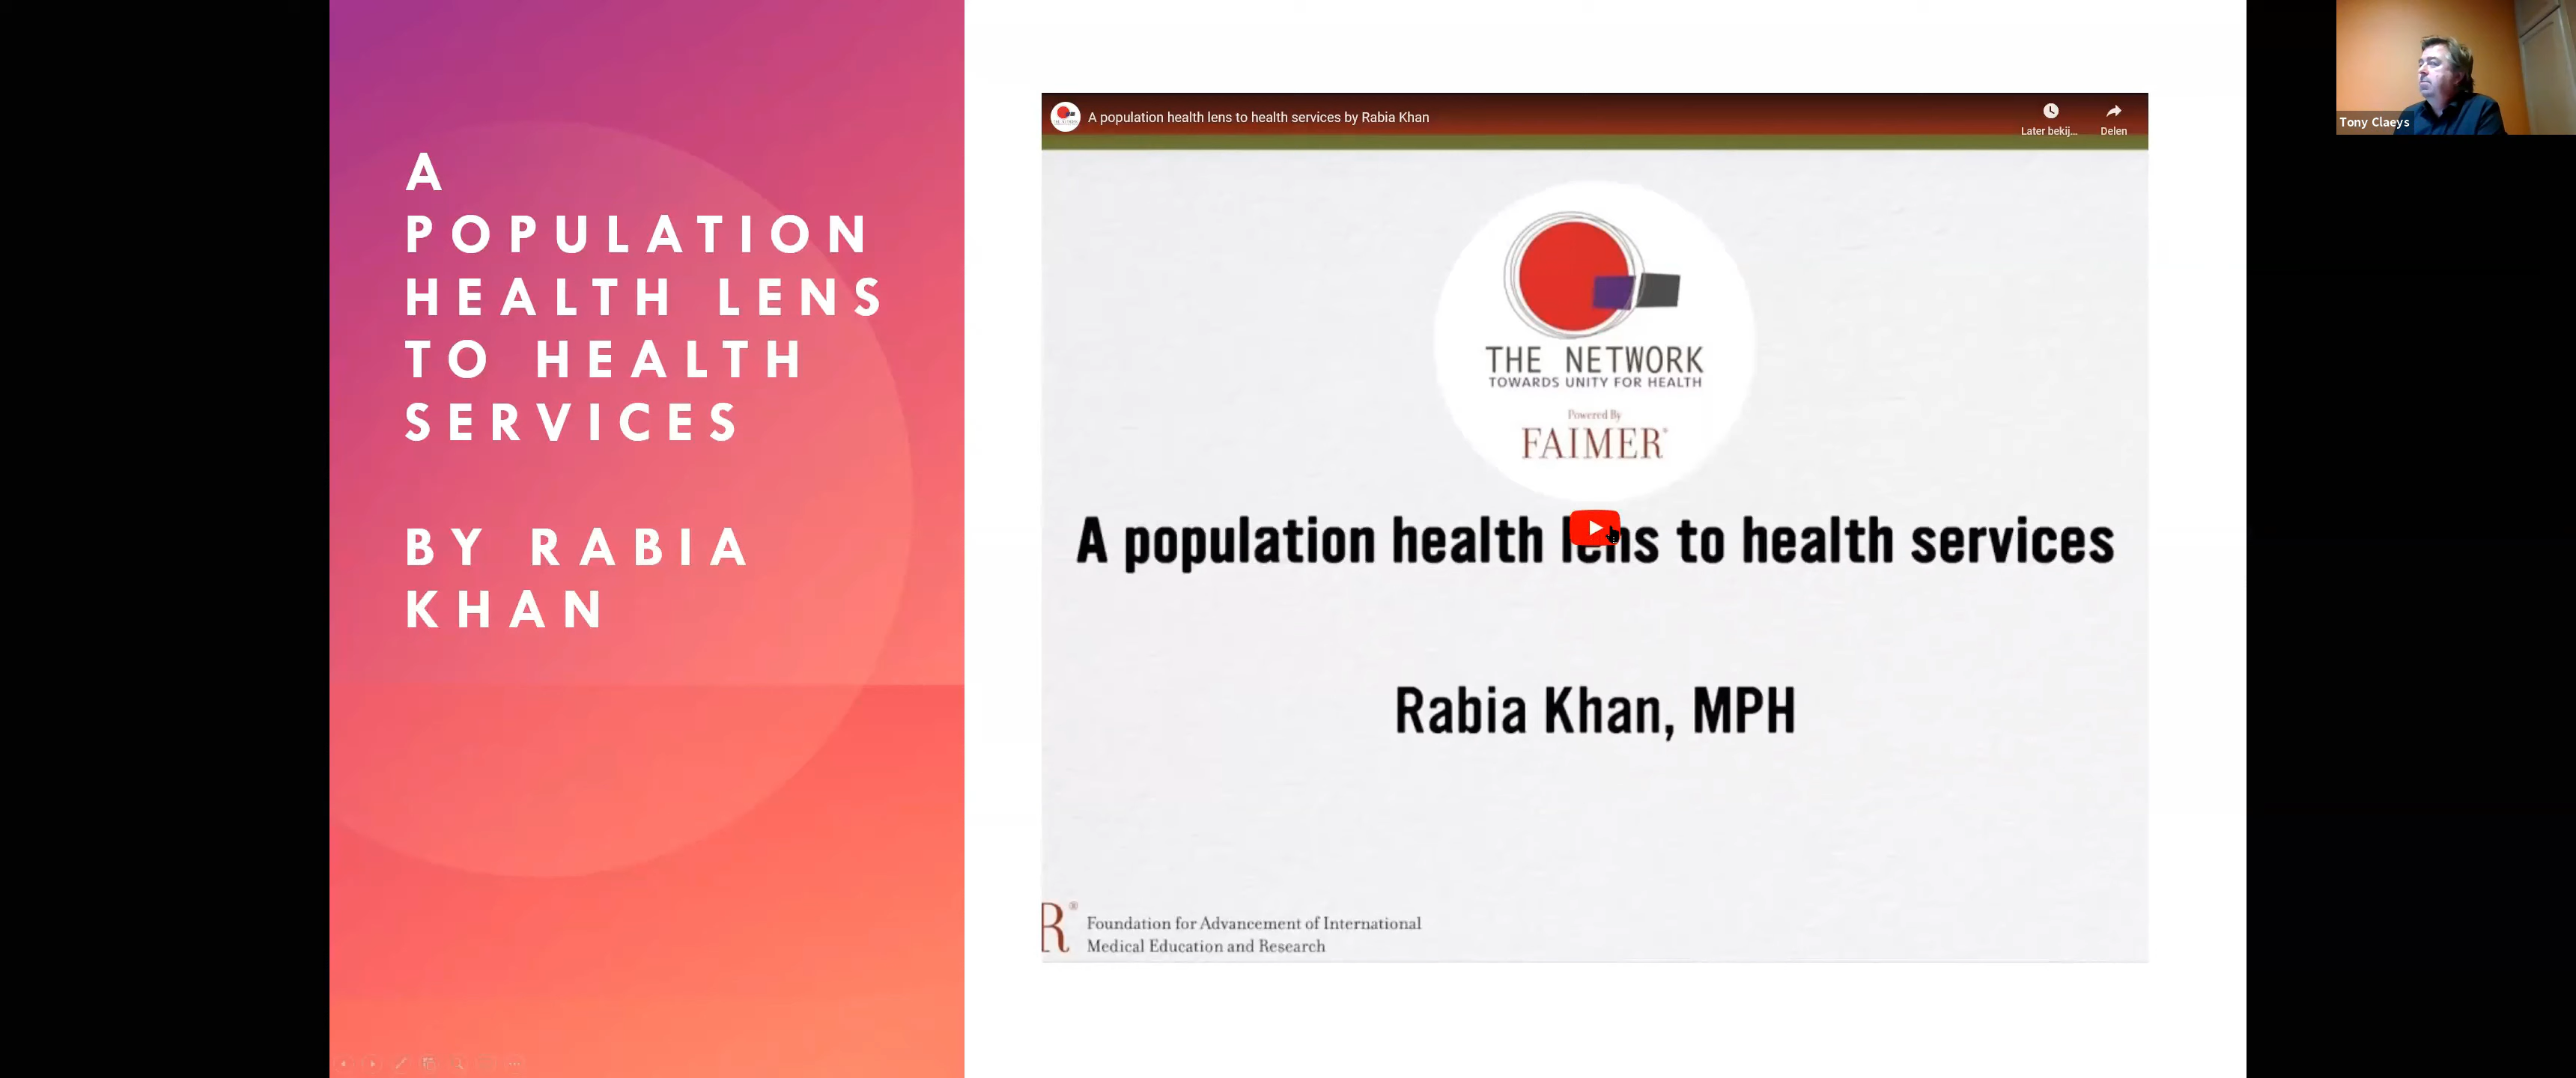 A
POPULATION
HEALTH LENS
TO HEALTH
SERVICES
BY RABIA
KHAN
A population health lens to health services by Rabia Khan
Later bekij...
Delen
THE NETWORK
TOWARDS UNITY FOR HEALTH
Powered By
FAIMER®
A population health lens to health services
Rabia Khan, MPH
R®
Foundation for Advancement of International
Medical Education and Research
Tony Claeys